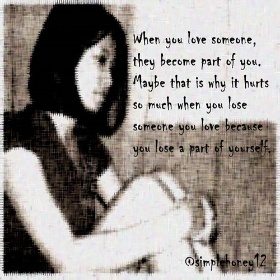 When you love someone,
they become part of you.
Maybe that is why it hurts
so much when you lose
someone you love because
you lose a part of yourself.
@simplehoney12